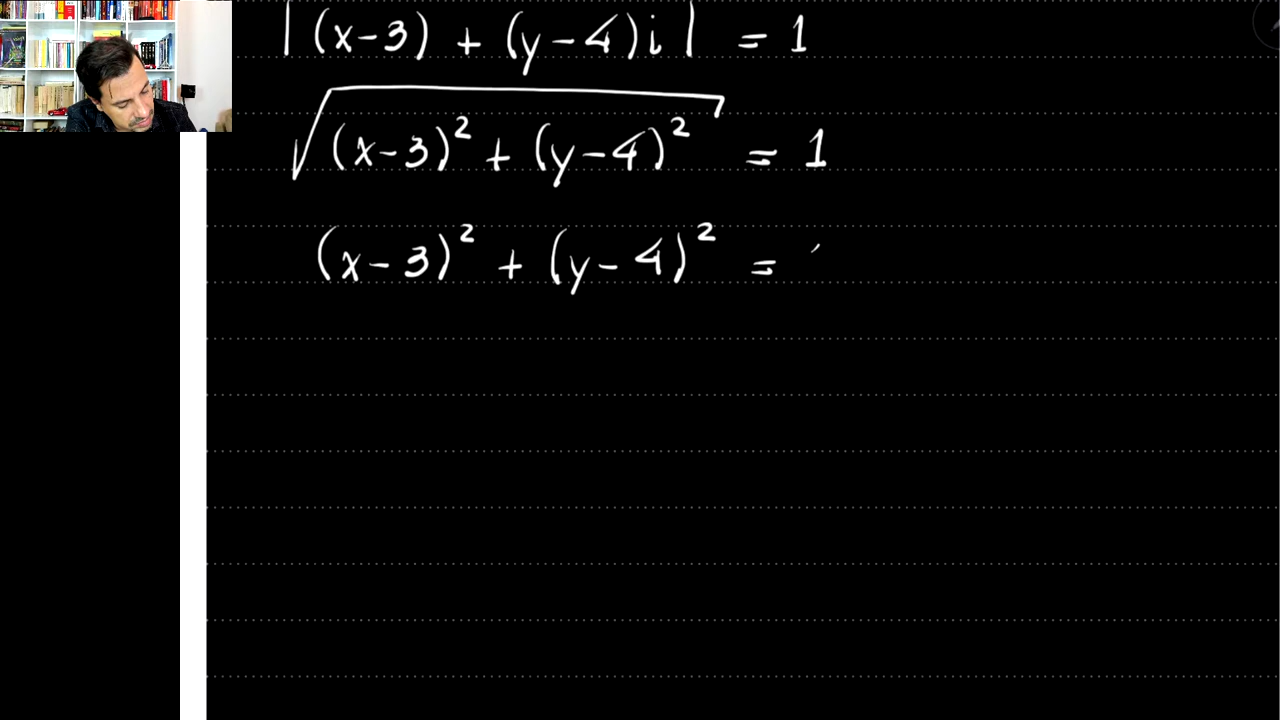 |(x-3) + (y-4)i| = 1
√((x-3)² + (y-4)²) = 1
(x-3)² + (y-4)² =